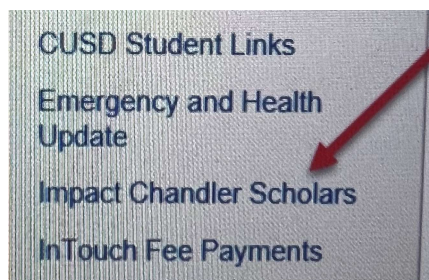 CUSD Student Links
Emergency and Health
Update
Impact Chandler Scholars
InTouch Fee Payments